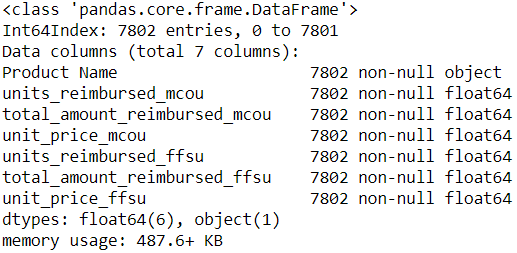 <class 'pandas.core.frame.DataFrame'>
Int64Index: 7802 entries, 0 to 7801
Data columns (total 7 columns):
Product Name                     7802 non-null object
units_reimbursed_mcou            7802 non-null float64
total_amount_reimbursed_mcou     7802 non-null float64
unit_price_mcou                  7802 non-null float64
units_reimbursed_ffsu            7802 non-null float64
total_amount_reimbursed_ffsu     7802 non-null float64
unit_price_ffsu                  7802 non-null float64
dtypes: float64(6), object(1)
memory usage: 487.6+ KB